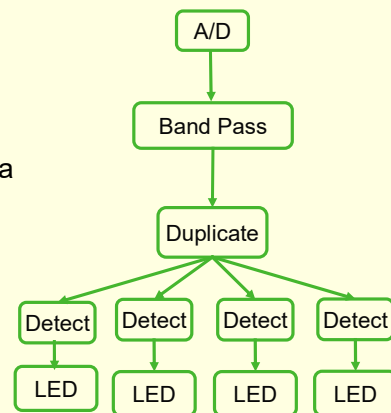 A/D
Band Pass
a
Duplicate
Detect Detect Detect Detect
LED LED LED LED